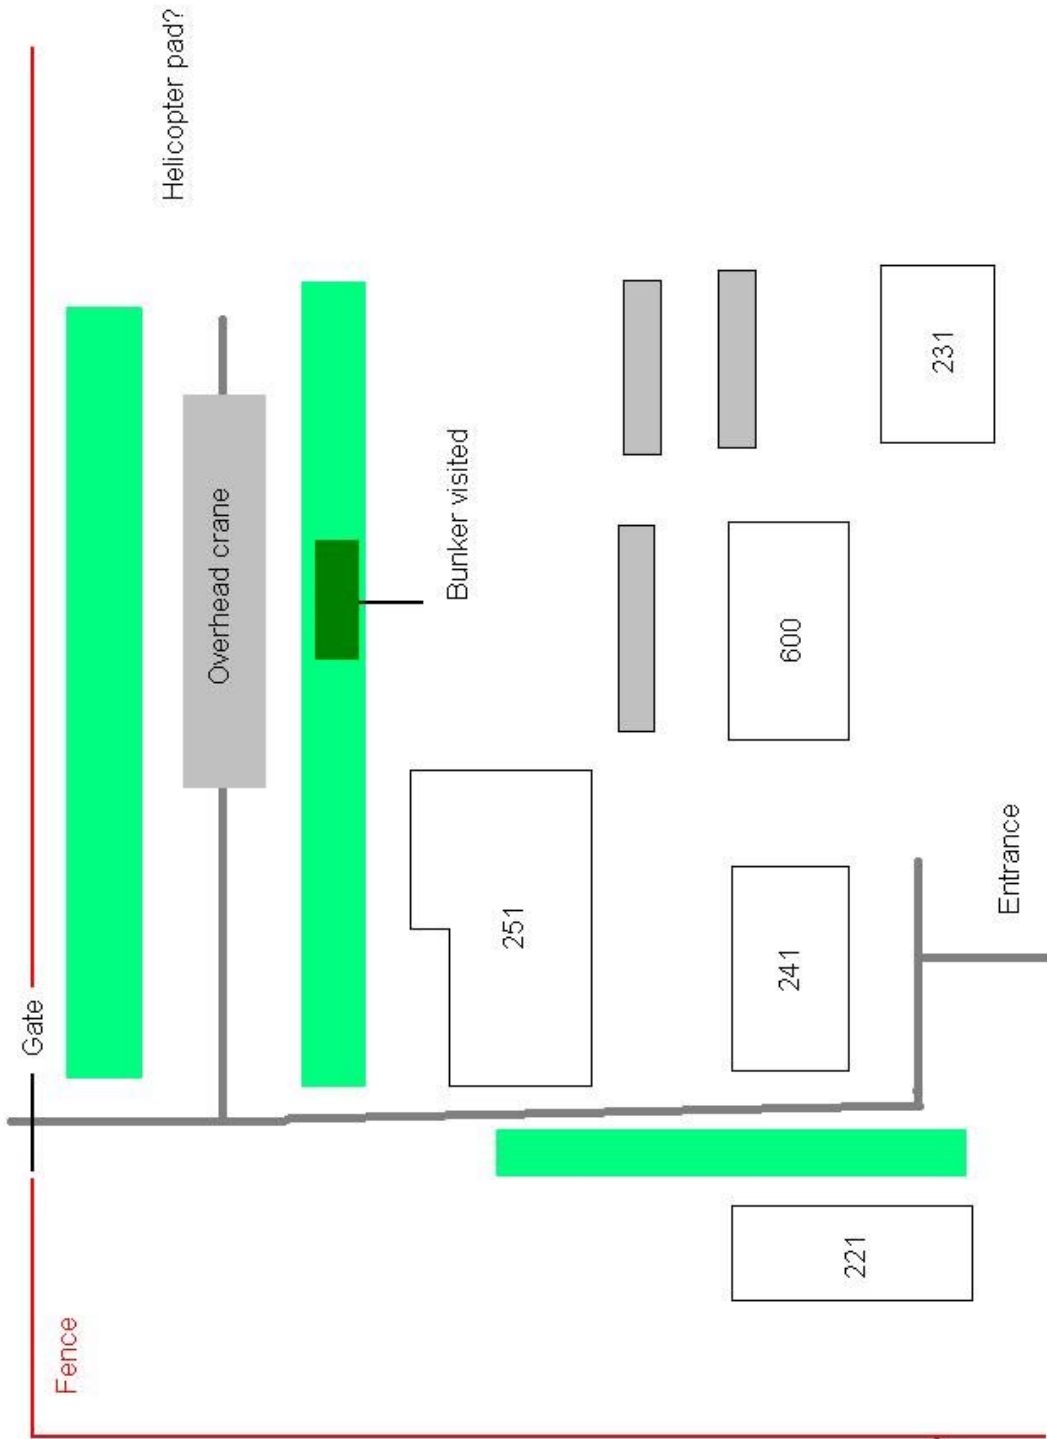 Fence
Gate
Helicopter pad?
Overhead crane
Bunker visited
251
221
241
600
231
Entrance